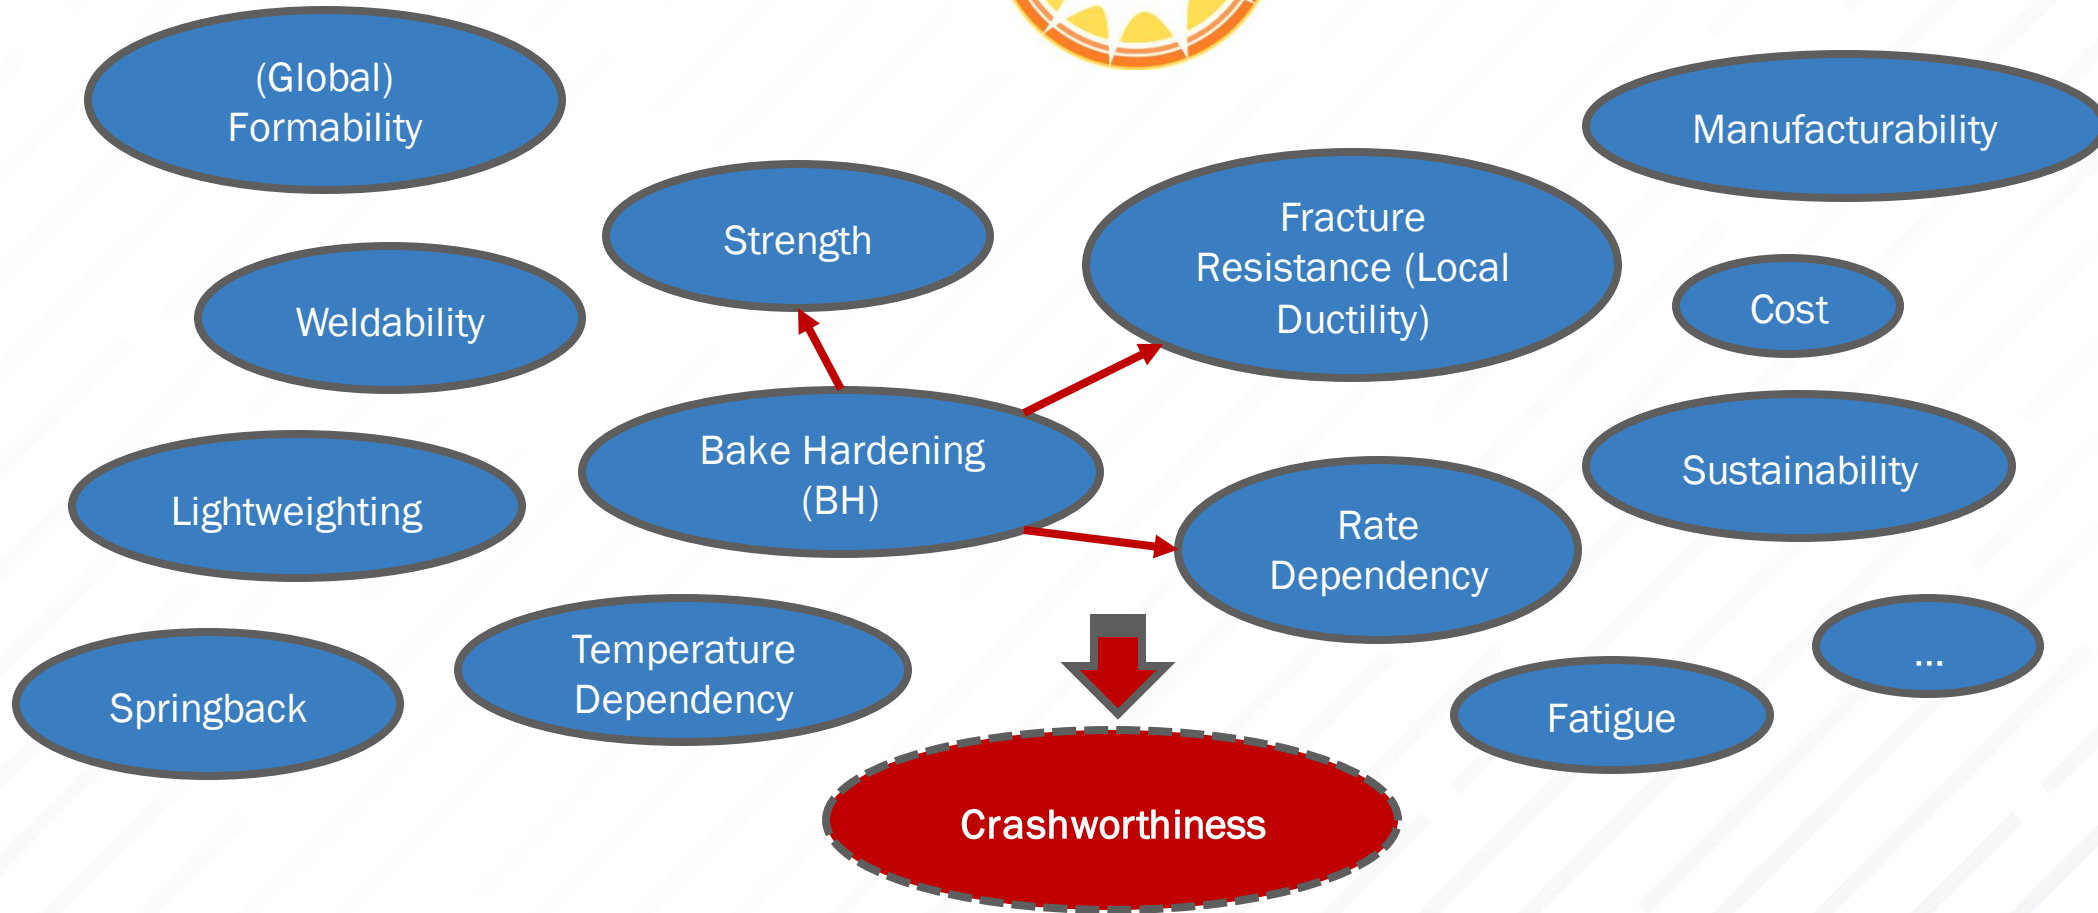 (Global)
Formability
Manufacturability
Strength
Fracture
Resistance (Local
Ductility)
Weldability
Cost
Bake Hardening
(BH)
Sustainability
Lightweighting
Rate
Dependency
Temperature
Dependency
...
Springback
Fatigue
Crashworthiness